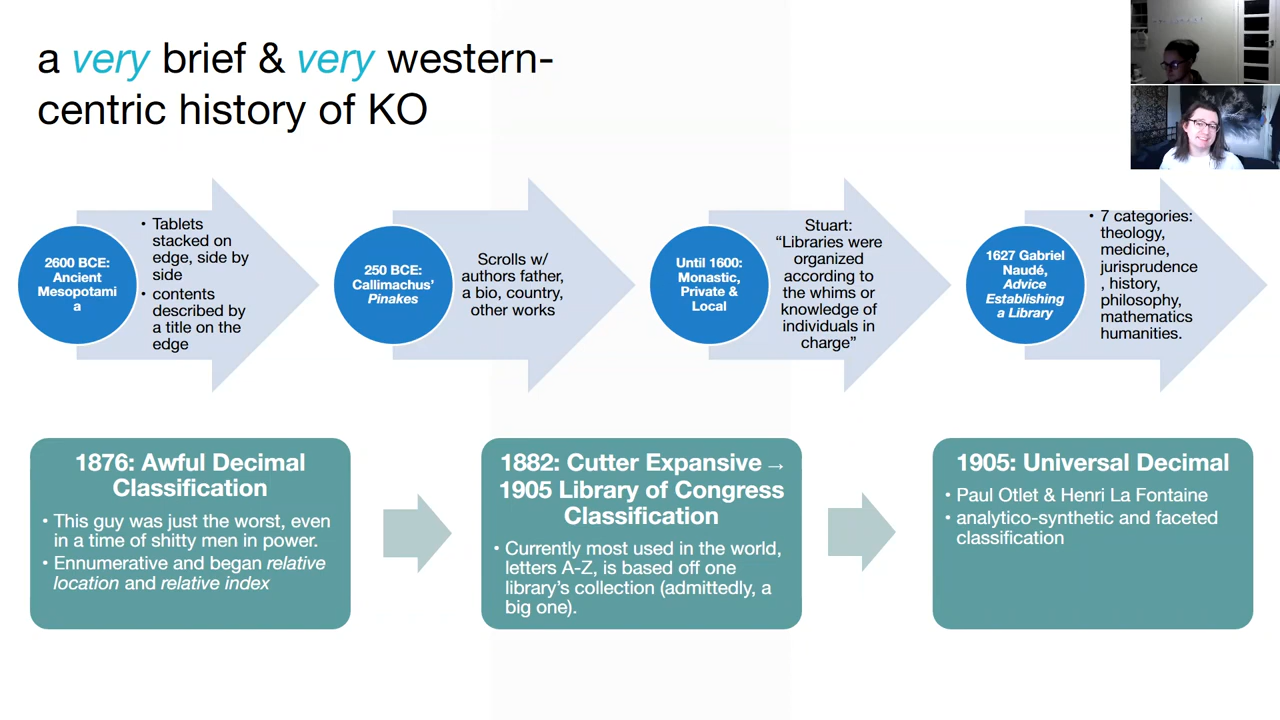 a very brief & very western-
centric history of KO
2600 BCE:
Ancient
Mesopotami
a
• Tablets
stacked on
edge, side by
side
• contents
described by
a title on the
edge
250 BCE:
Callimachus’
Pinakes
Scrolls w/
authors father,
a bio, country,
other works
Until 1600:
Monastic,
Private &
Local
Stuart:
“Libraries were
organized
according to
the whims or
knowledge of
individuals in
charge”
1627 Gabriel
Naudé,
Advice
Establishing
a Library
• 7 categories:
theology,
medicine,
jurisprudence
, history,
philosophy,
mathematics
humanities.
1876: Awful Decimal
Classification
• This guy was just the worst, even
in a time of shitty men in power.
• Ennumerative and began relative
location and relative index
1882: Cutter Expansive →
1905 Library of Congress
Classification
• Currently most used in the world,
letters A-Z, is based off one
library’s collection (admittedly, a
big one).
1905: Universal Decimal
• Paul Otlet & Henri La Fontaine
• analytico-synthetic and faceted
classification